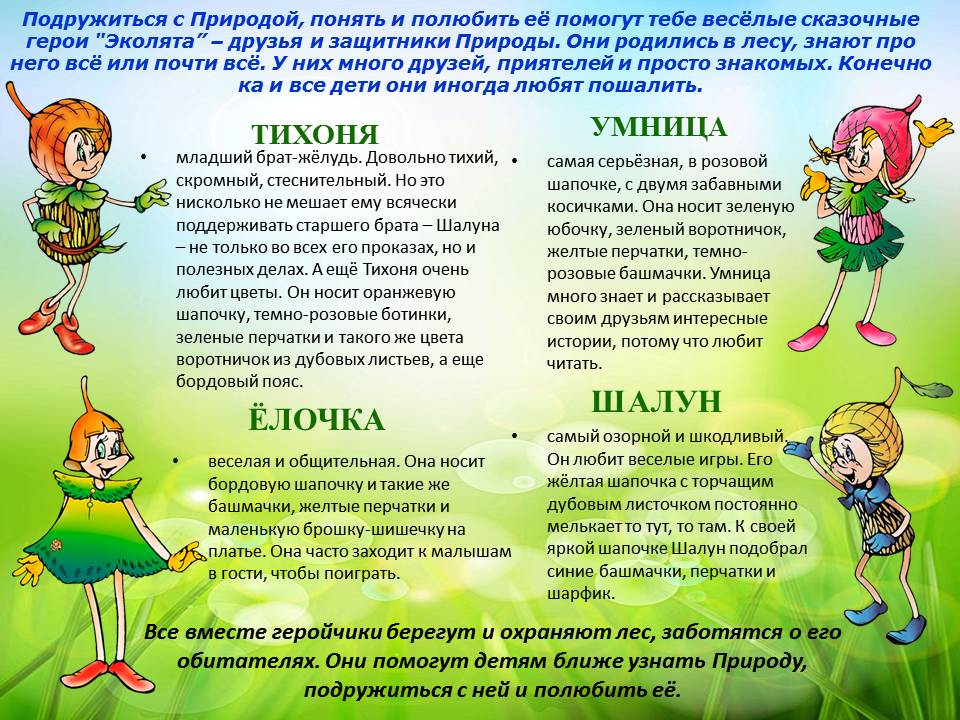 Подружиться с Природой, понять и полюбить её помогут тебе весёлые сказочные
герои "Эколята” – друзья и защитники Природы. Они родились в лесу, знают про
него всё или почти всё. У них много друзей, приятелей и просто знакомых. Конечно
ка и все дети они иногда любят пошалить.
ТИХОНЯ
• младший брат-жёлудь. Довольно тихий,
скромный, стеснительный. Но это
нисколько не мешает ему всячески
поддерживать старшего брата – Шалуна
– не только во всех его проказах, но и
полезных делах. А ещё Тихоня очень
любит цветы. Он носит оранжевую
шапочку, темно-розовые ботинки,
зеленые перчатки и такого же цвета
воротничок из дубовых листьев, а еще
бордовый пояс.
УМНИЦА
• самая серьёзная, в розовой
шапочке, с двумя забавными
косичками. Она носит зеленую
юбочку, зеленый воротничок,
желтые перчатки, темно-
розовые башмачки. Умница
много знает и рассказывает
своим друзьям интересные
истории, потому что любит
читать.
ЁЛОЧКА
• веселая и общительная. Она носит
бордовую шапочку и такие же
башмачки, желтые перчатки и
маленькую брошку-шишечку на
платье. Она часто заходит к малышам
в гости, чтобы поиграть.
ШАЛУН
• самый озорной и шкодливый.
Он любит веселые игры. Его
жёлтая шапочка с торчащим
дубовым листочком постоянно
мелькает то тут, то там. К своей
яркой шапочке Шалун подобрал
синие башмачки, перчатки и
шарфик.
Все вместе геройчики берегут и охраняют лес, заботятся о его
обитателях. Они помогут детям ближе узнать Природу,
подружиться с ней и полюбить её.